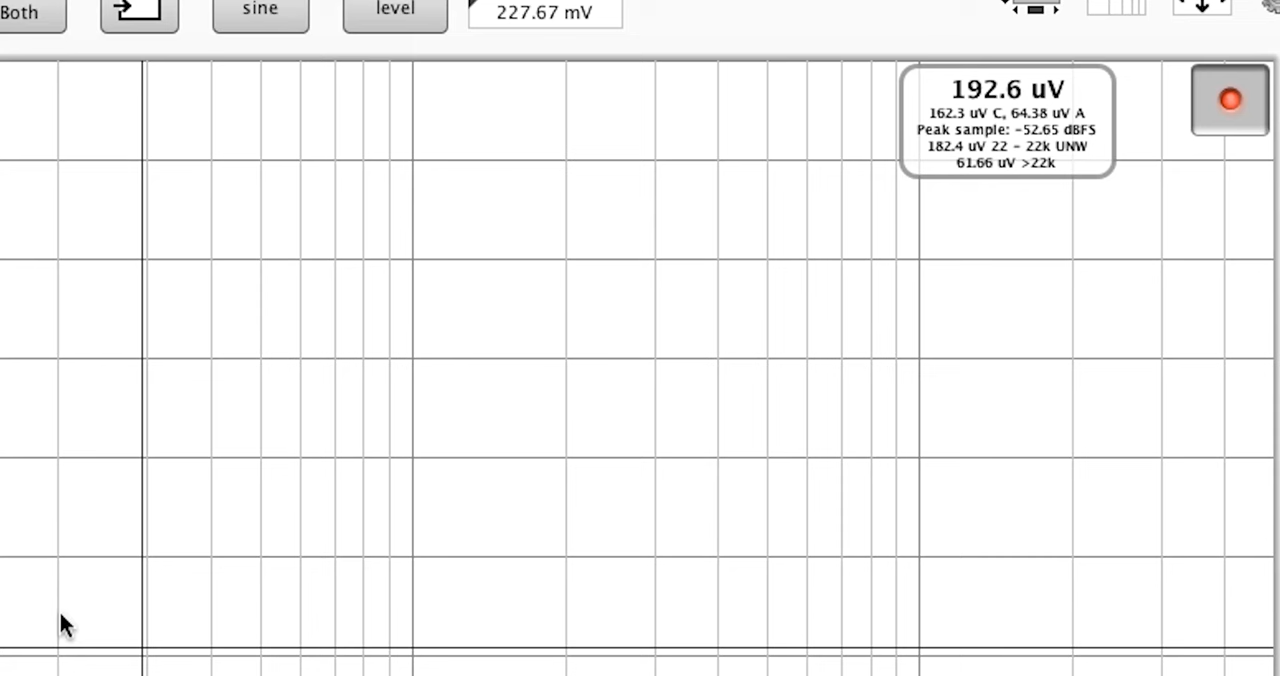 Both
sine
level
227.67 mV
192.6 uV
162.3 uV C, 64.38 uV A
Peak sample: -52.65 dBFS
182.4 uV 22 - 22k UNW
61.66 uV >22k